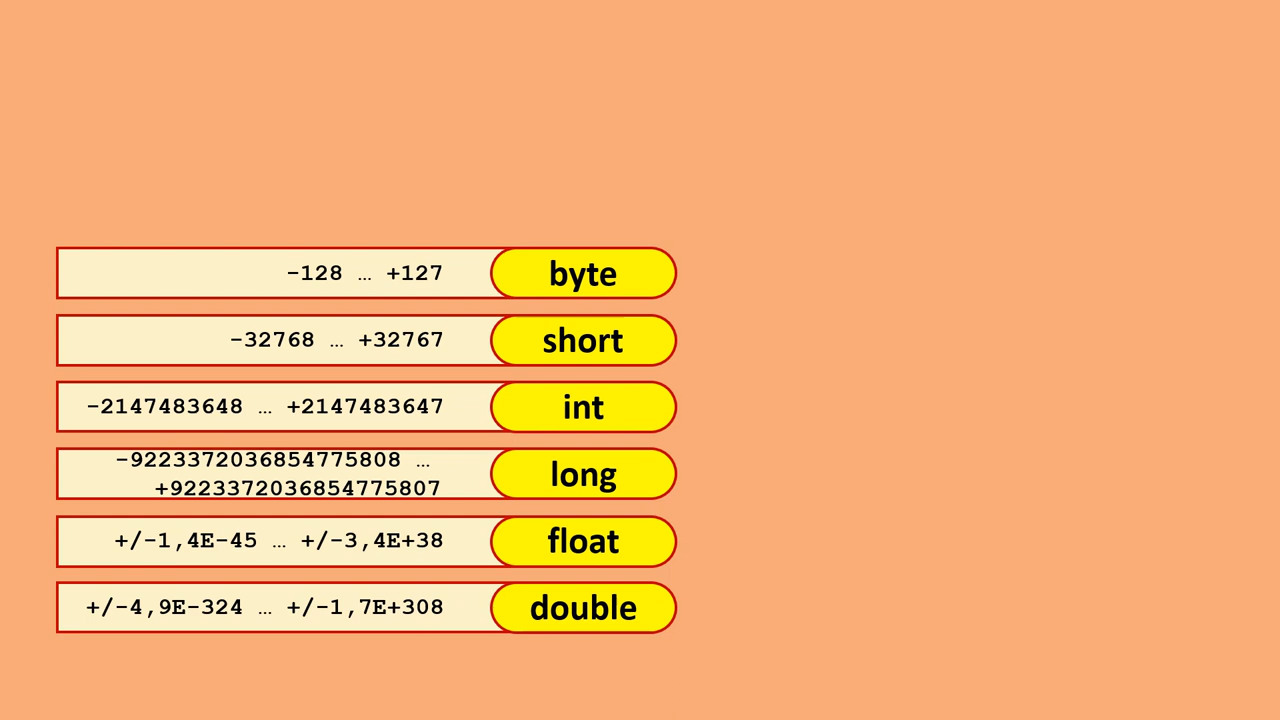 -128 … +127 byte
-32768 … +32767 short
-2147483648 … +2147483647 int
-9223372036854775808 …
+9223372036854775807 long
+/-1,4E-45 … +/-3,4E+38 float
+/-4,9E-324 … +/-1,7E+308 double